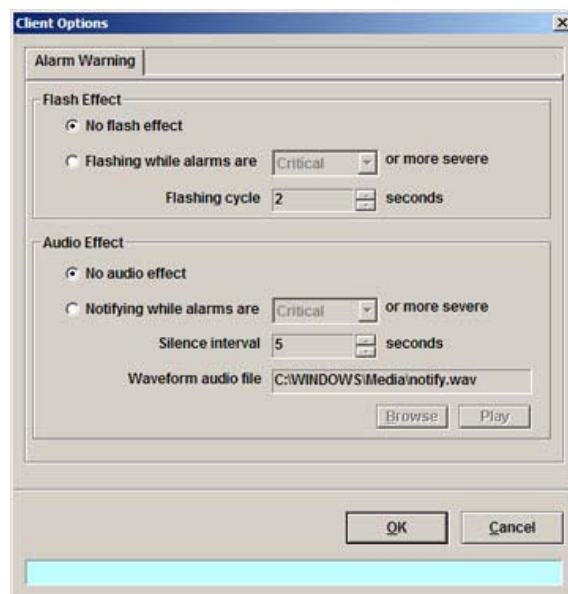 Client Options
Alarm Warning
Flash Effect
No flash effect
Flashing while alarms are Critical or more severe
Flashing cycle 2 seconds
Audio Effect
No audio effect
Notifying while alarms are Critical or more severe
Silence interval 5 seconds
Waveform audio file C:\WINDOWS\Media\notify.wav
Browse Play
OK Cancel